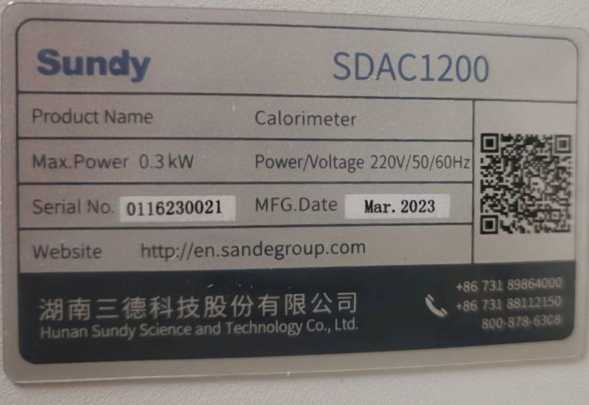 Sundy SDAC1200
Product Name Calorimeter
Max.Power 0.3kW Power/Voltage 220V/50/60Hz
Serial No. 0116230021 MFG.Date Mar. 2023
Website http://en.sandegroup.com
湖南三德科技股份有限公司
Hunan Sundy Science and Technology Co., Ltd.
+86 731 89864000
+86 731 88112150
800-878-6308